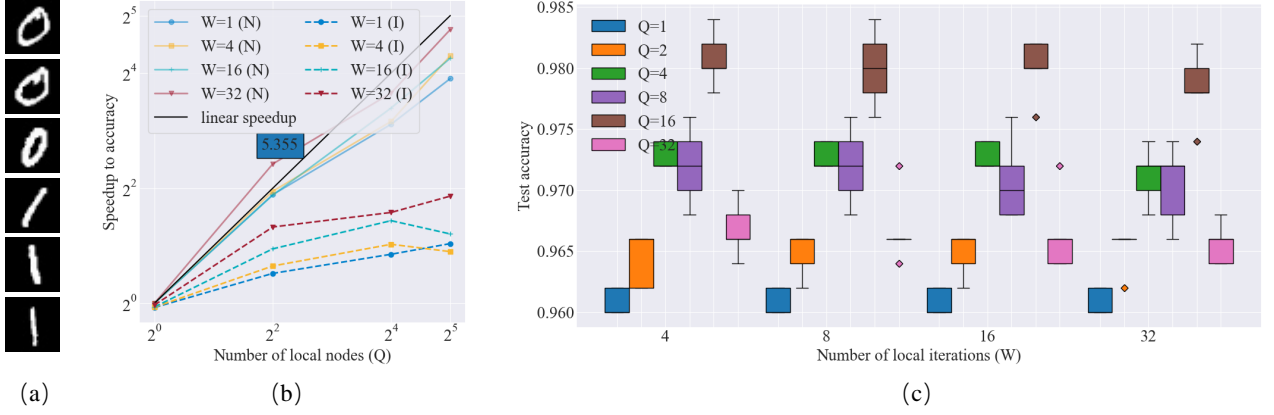 2^5
2^4
2^2
2^0
2^0
2^2
2^4
2^5
Speedup to accuracy
Number of local nodes (Q)
W=1 (N)
W=4 (N)
W=16 (N)
W=32 (N)
linear speedup
W=1 (I)
W=4 (I)
W=16 (I)
W=32 (I)
5.355
0.985
0.980
0.975
0.970
0.965
0.960
Test accuracy
Q=1
Q=2
Q=4
Q=8
Q=16
Q=32
4
8
16
32
Number of local iterations (W)
(a)
(b)
(c)